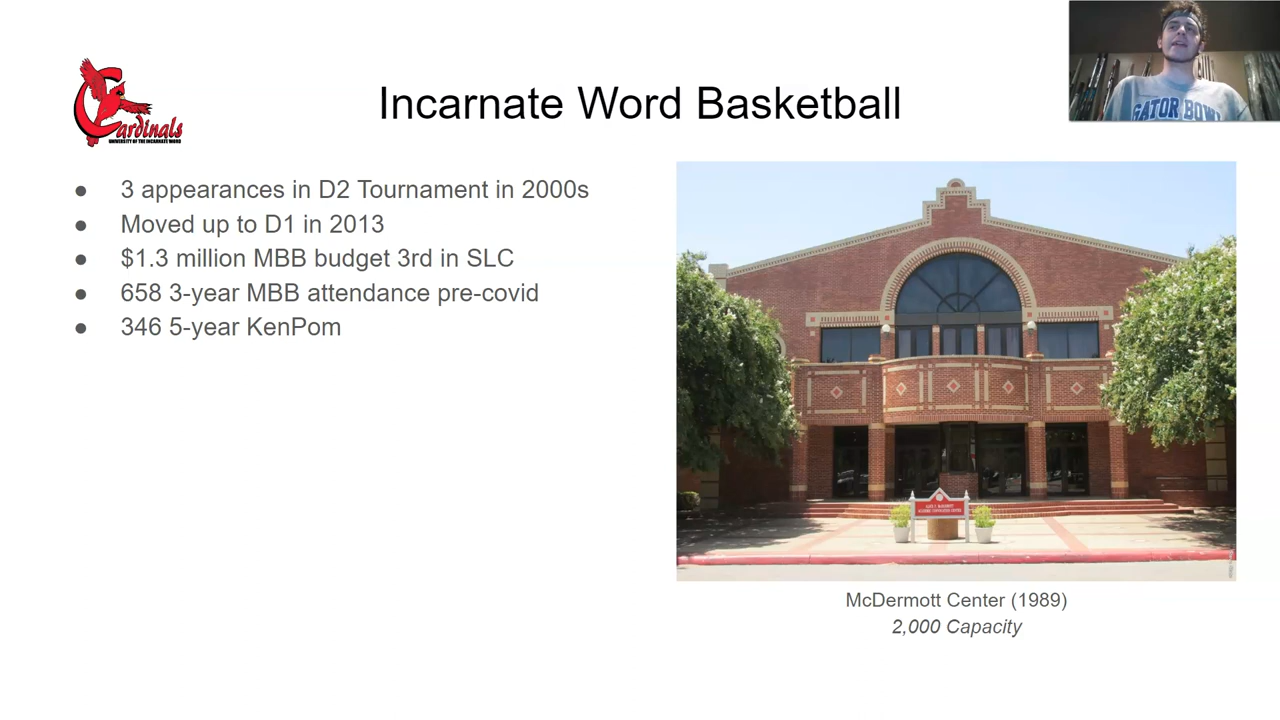 Incarnate Word Basketball
Cardinals
UNIVERSITY OF THE INCARNATE WORD
GATOR BOWL
● 3 appearances in D2 Tournament in 2000s
● Moved up to D1 in 2013
● $1.3 million MBB budget 3rd in SLC
● 658 3-year MBB attendance pre-covid
● 346 5-year KenPom
McDermott Center (1989)
2,000 Capacity